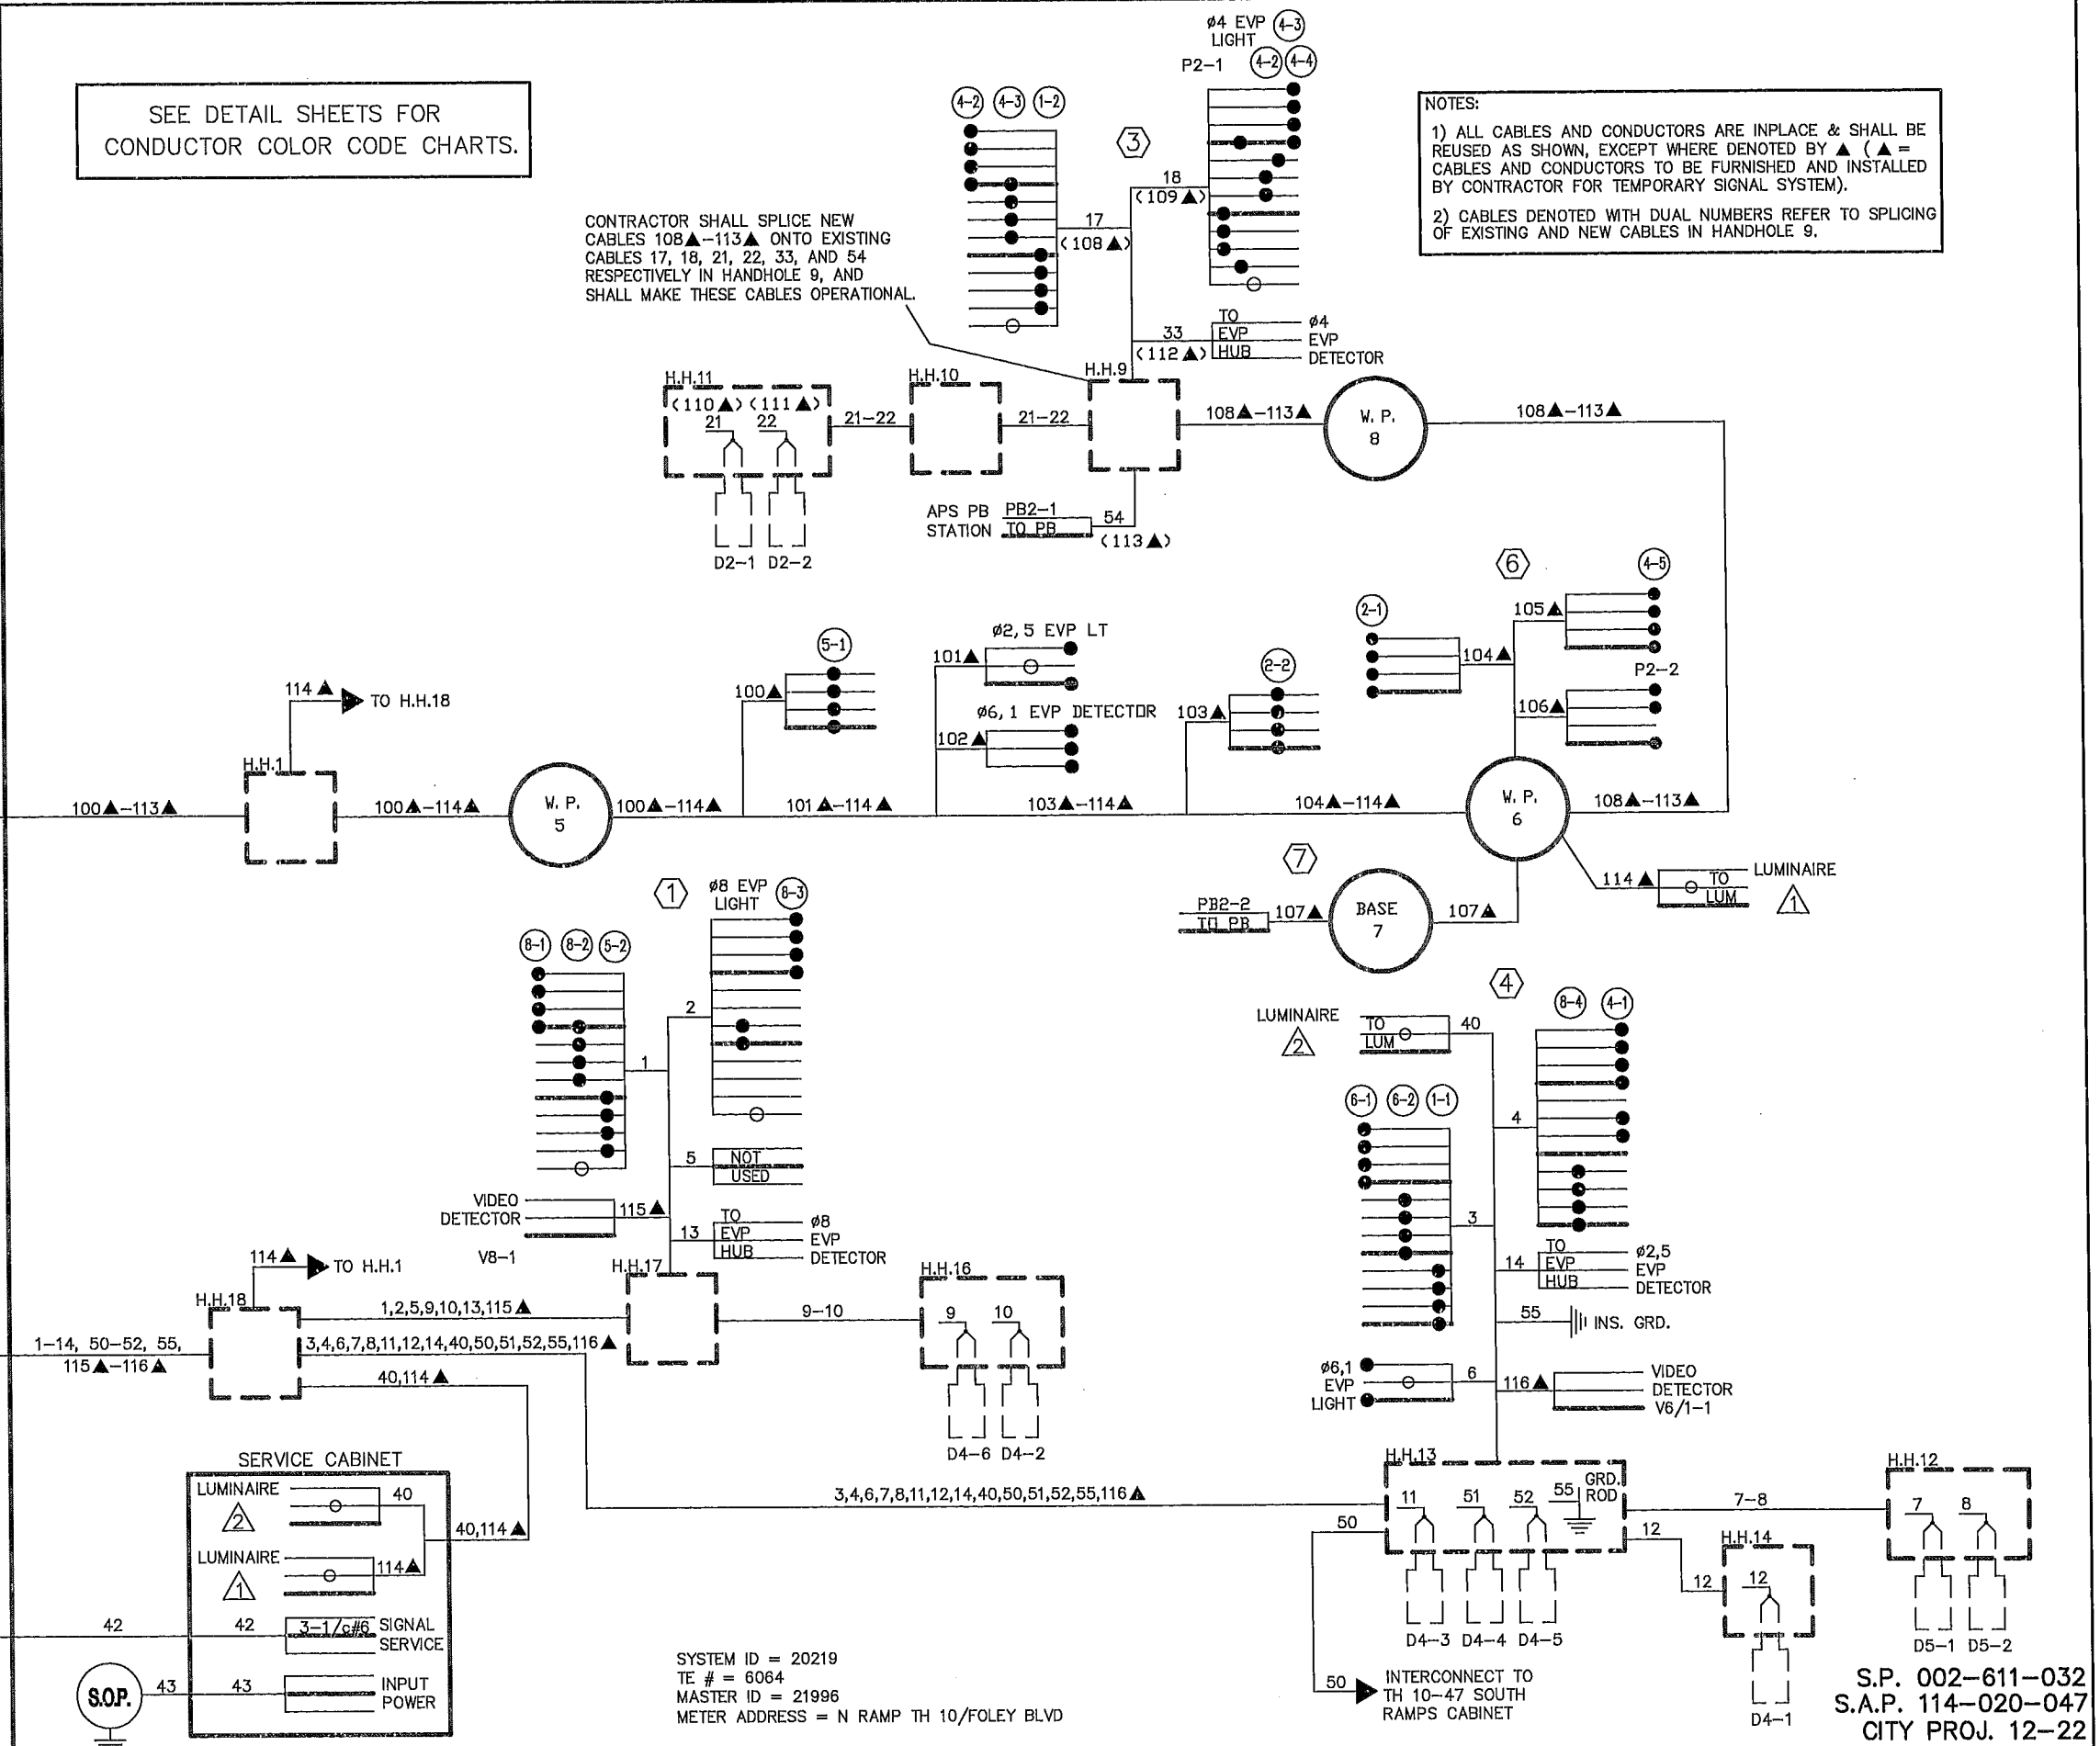 SEE DETAIL SHEETS FOR
CONDUCTOR COLOR CODE CHARTS.
NOTES:
1) ALL CABLES AND CONDUCTORS ARE INPLACE & SHALL BE
REUSED AS SHOWN, EXCEPT WHERE DENOTED BY ▲ ( ▲ =
CABLES AND CONDUCTORS TO BE FURNISHED AND INSTALLED
BY CONTRACTOR FOR TEMPORARY SIGNAL SYSTEM).
2) CABLES DENOTED WITH DUAL NUMBERS REFER TO SPLICING
OF EXISTING AND NEW CABLES IN HANDHOLE 9.
CONTRACTOR SHALL SPLICE NEW
CABLES 108▲-113▲ ONTO EXISTING
CABLES 17, 18, 21, 22, 33, AND 54
RESPECTIVELY IN HANDHOLE 9, AND
SHALL MAKE THESE CABLES OPERATIONAL.
4-2 4-3 1-2
3
Ø4 EVP 4-3
LIGHT
P2-1 4-2 4-4
17
(108▲)
18
(109▲)
33
(112▲)
TO
EVP
HUB
Ø4
EVP
DETECTOR
H.H.11
(110▲) (111▲)
21 22
D2-1 D2-2
21-22
H.H.10
21-22
H.H.9
108▲-113▲
W. P.
8
108▲-113▲
APS PB
STATION
PB2-1
TO PB
54
(113▲)
6
4-5
2-1
105▲
104▲
P2-2
106▲
5-1
100▲
Ø2,5 EVP LT
101▲
Ø6,1 EVP DETECTOR
102▲
2-2
103▲
114▲ TO H.H.18
H.H.1
100▲-113▲
100▲-114▲
W. P.
5
100▲-114▲
101▲-114▲
103▲-114▲
104▲-114▲
W. P.
6
108▲-113▲
114▲
TO
LUM
LUMINAIRE
1
7
PB2-2
TO PB
107▲
BASE
7
107▲
1
Ø8 EVP 8-3
LIGHT
8-1 8-2 5-2
2
1
5
NOT
USED
VIDEO
DETECTOR
V8-1
115▲
13
TO
EVP
HUB
Ø8
EVP
DETECTOR
4
LUMINAIRE
2
TO
LUM
40
8-4 4-1
4
6-1 6-2 1-1
3
14
TO
EVP
HUB
Ø2,5
EVP
DETECTOR
55
INS. GRD.
Ø6,1
EVP
LIGHT
6
116▲
VIDEO
DETECTOR
V6/1-1
114▲ TO H.H.1
H.H.18
1-14, 50-52, 55,
115▲-116▲
1,2,5,9,10,13,115▲
3,4,6,7,8,11,12,14,40,50,51,52,55,116▲
40,114▲
H.H.17
9-10
H.H.16
9 10
D4-6 D4-2
3,4,6,7,8,11,12,14,40,50,51,52,55,116▲
H.H.13
11 51 52 55
GRD.
ROD
D4-3 D4-4 D4-5
50
50
INTERCONNECT TO
TH 10-47 SOUTH
RAMPS CABINET
7-8
12
12
H.H.14
12
D4-1
H.H.12
7 8
D5-1 D5-2
SERVICE CABINET
LUMINAIRE
2
40
40,114▲
LUMINAIRE
1
114▲
42
42
3-1/c#6
SIGNAL
SERVICE
S.O.P.
43
43
INPUT
POWER
SYSTEM ID = 20219
TE # = 6064
MASTER ID = 21996
METER ADDRESS = N RAMP TH 10/FOLEY BLVD
S.P. 002-611-032
S.A.P. 114-020-047
CITY PROJ. 12-22